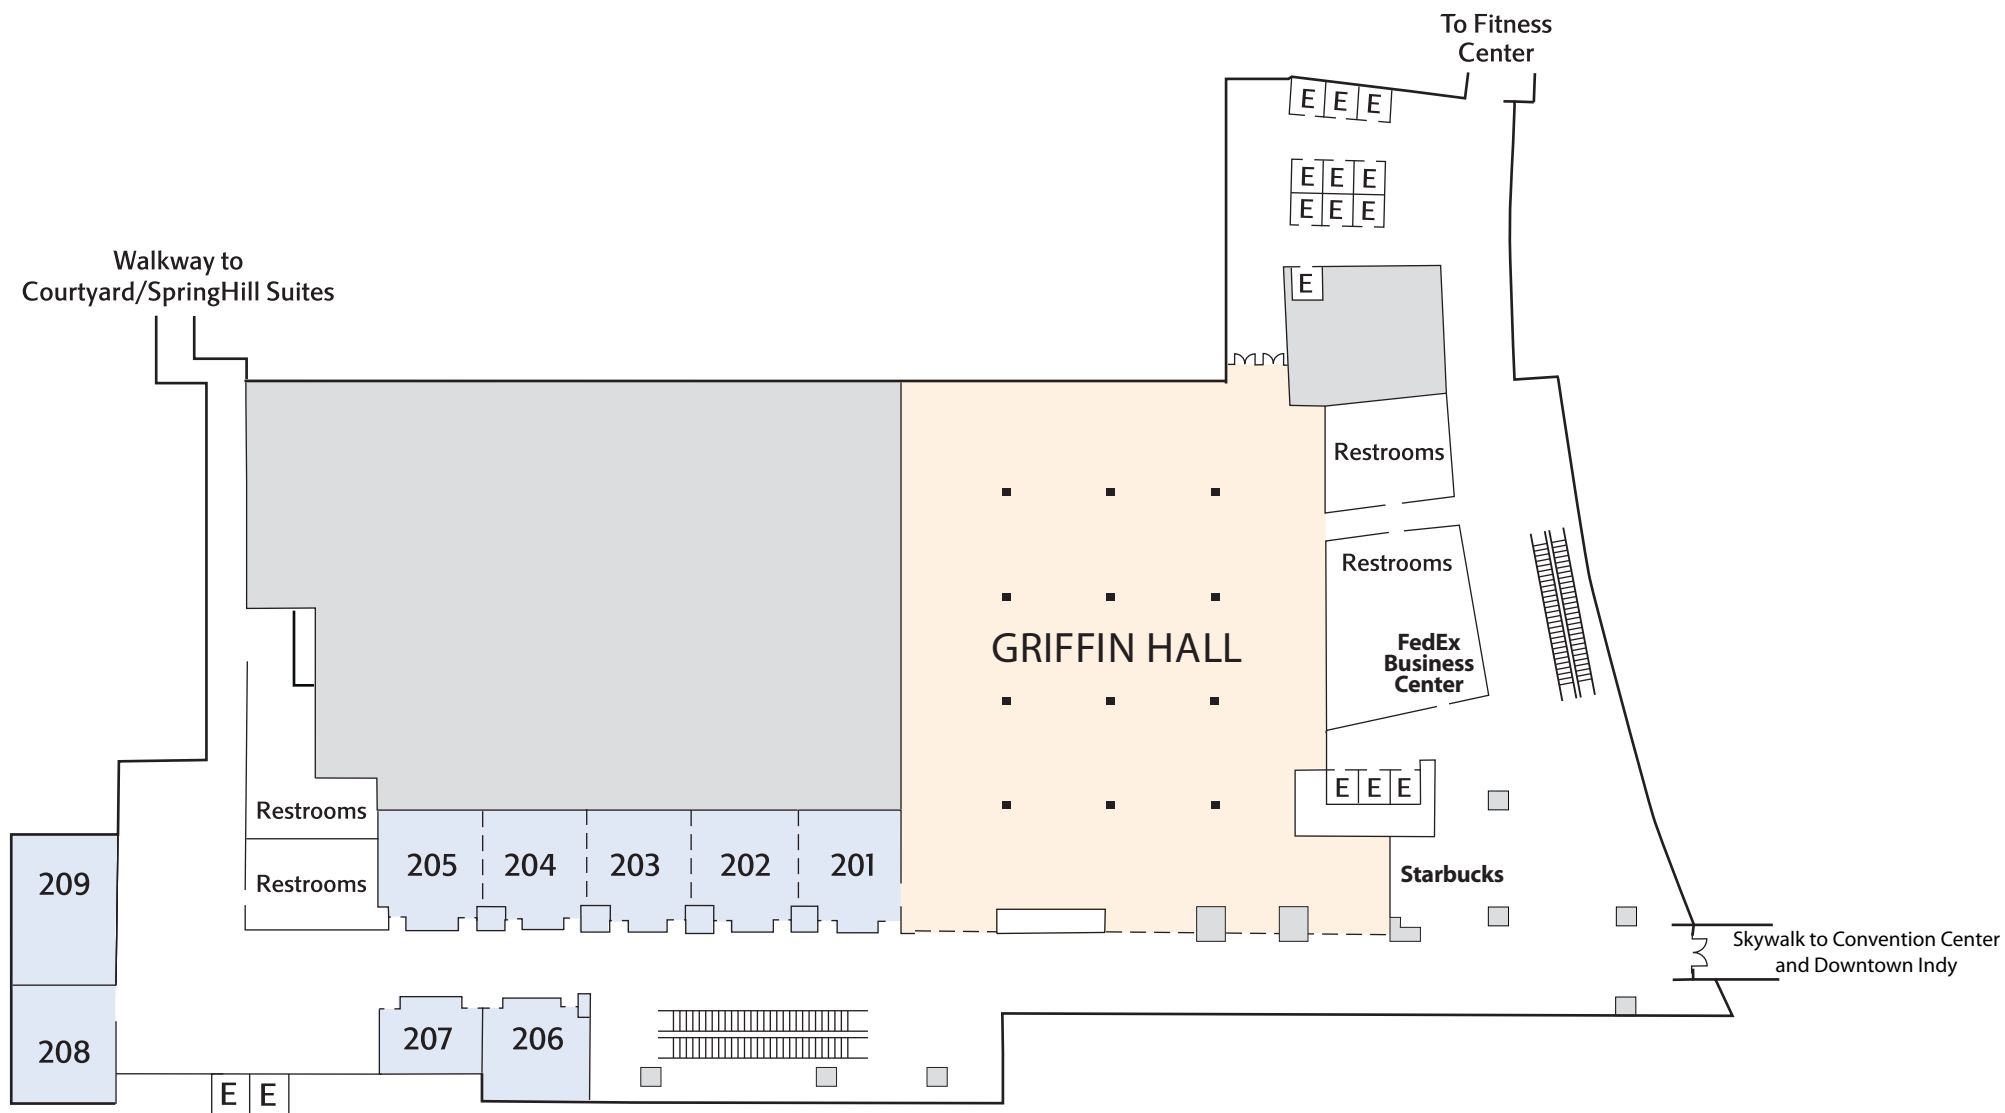 To Fitness
Center
E E E
E E E
E E E
Walkway to
Courtyard/SpringHill Suites
E
Restrooms
Restrooms
GRIFFIN HALL
FedEx
Business
Center
E E E
Restrooms
205 204 203 202 201
Starbucks
209
Restrooms
Skywalk to Convention Center
and Downtown Indy
207 206
208
E E